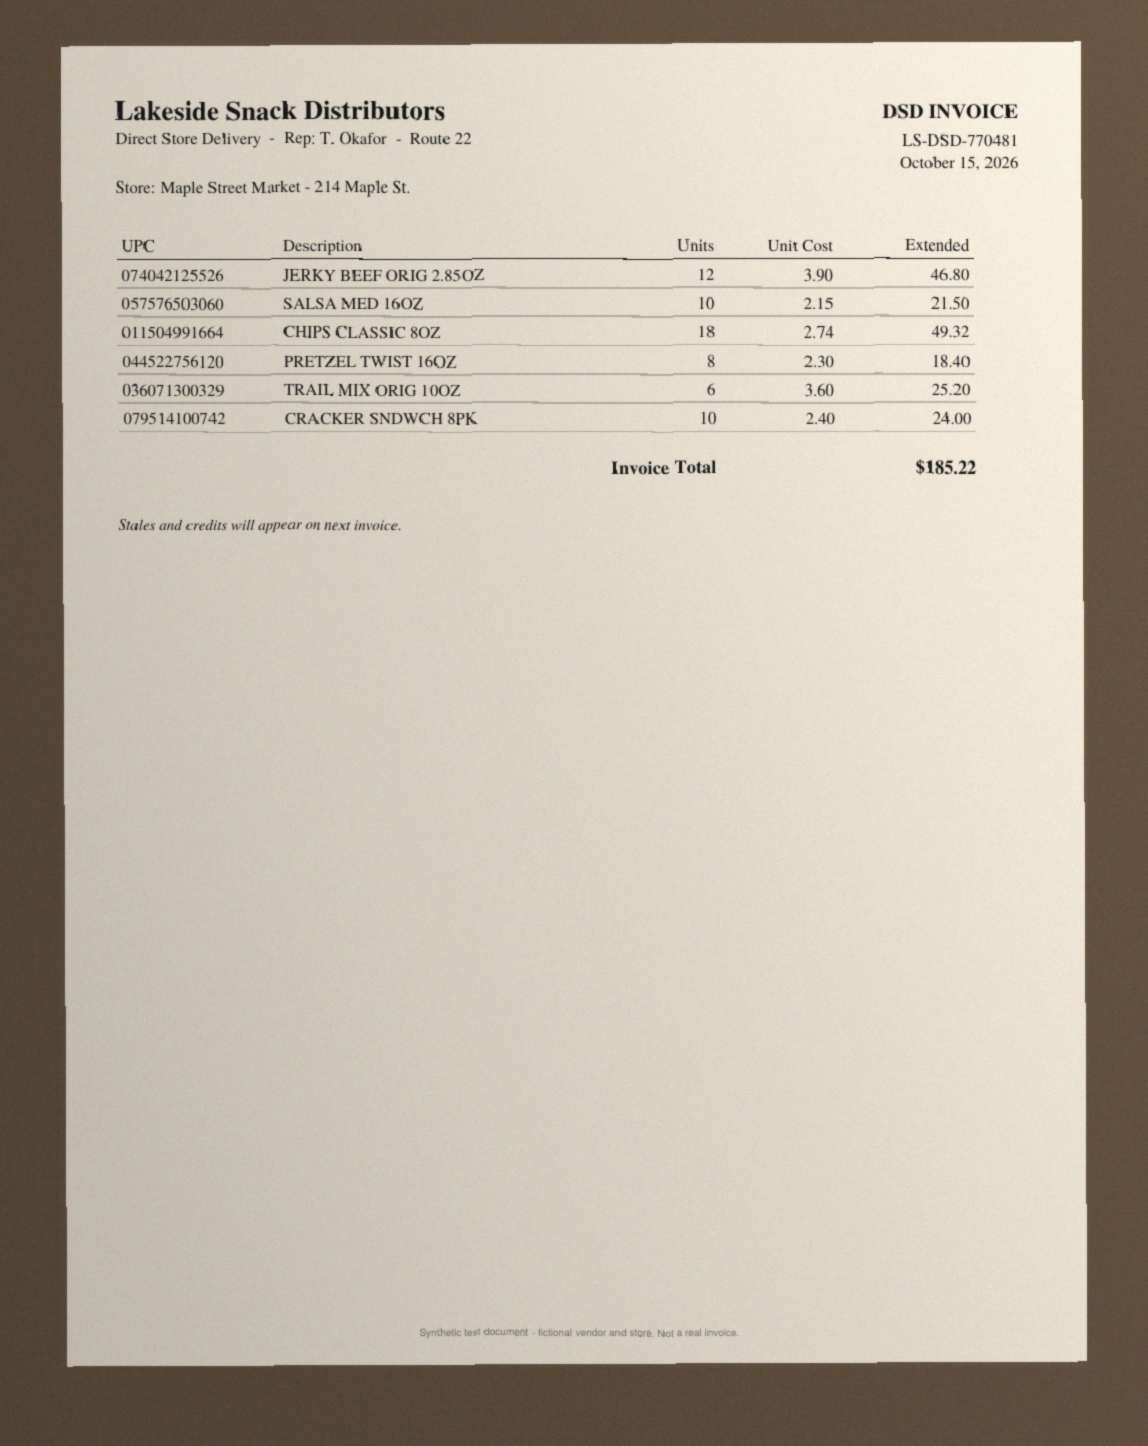 Lakeside Snack Distributors
DSD INVOICE
Direct Store Delivery - Rep: T. Okafor - Route 22
LS-DSD-770481
October 15, 2026
Store: Maple Street Market - 214 Maple St.
UPC Description Units Unit Cost Extended
074042125526 JERKY BEEF ORIG 2.85OZ 12 3.90 46.80
057576503060 SALSA MED 16OZ 10 2.15 21.50
011504991664 CHIPS CLASSIC 8OZ 18 2.74 49.32
044522756120 PRETZEL TWIST 16OZ 8 2.30 18.40
036071300329 TRAIL MIX ORIG 10OZ 6 3.60 25.20
079514100742 CRACKER SNDWCH 8PK 10 2.40 24.00
Invoice Total $185.22
Stales and credits will appear on next invoice.
Synthetic test document - fictional vendor and store. Not a real invoice.